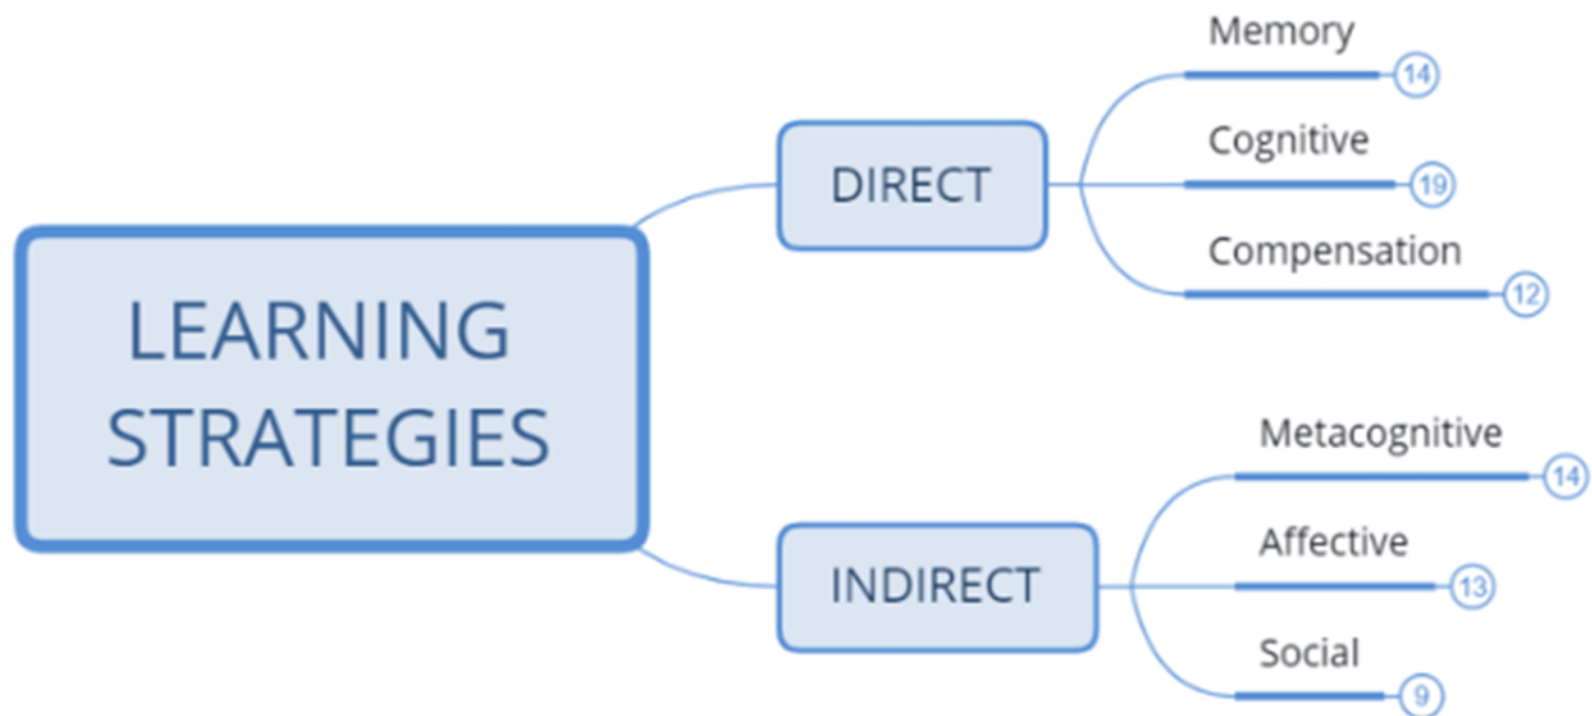 LEARNING
STRATEGIES
DIRECT
Memory
14
Cognitive
19
Compensation
12
INDIRECT
Metacognitive
14
Affective
13
Social
9